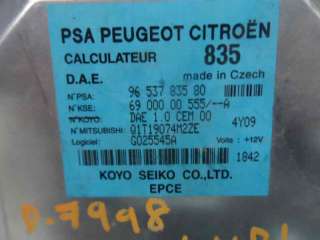 PSA PEUGEOT CITROËN
CALCULATEUR 835
D.A.E. made in Czech
N°PSA: 96 537 835 80
N°KSE: 69 000 00 555/--A
N°KOYO: DAE 1.0 CEM 00 4Y09
N°MITSUBISHI: Q1T19074M2ZE
Logiciel: G025545A Volts : +12V
1842
KOYO SEIKO CO.,LTD.
EPCE
D.7998